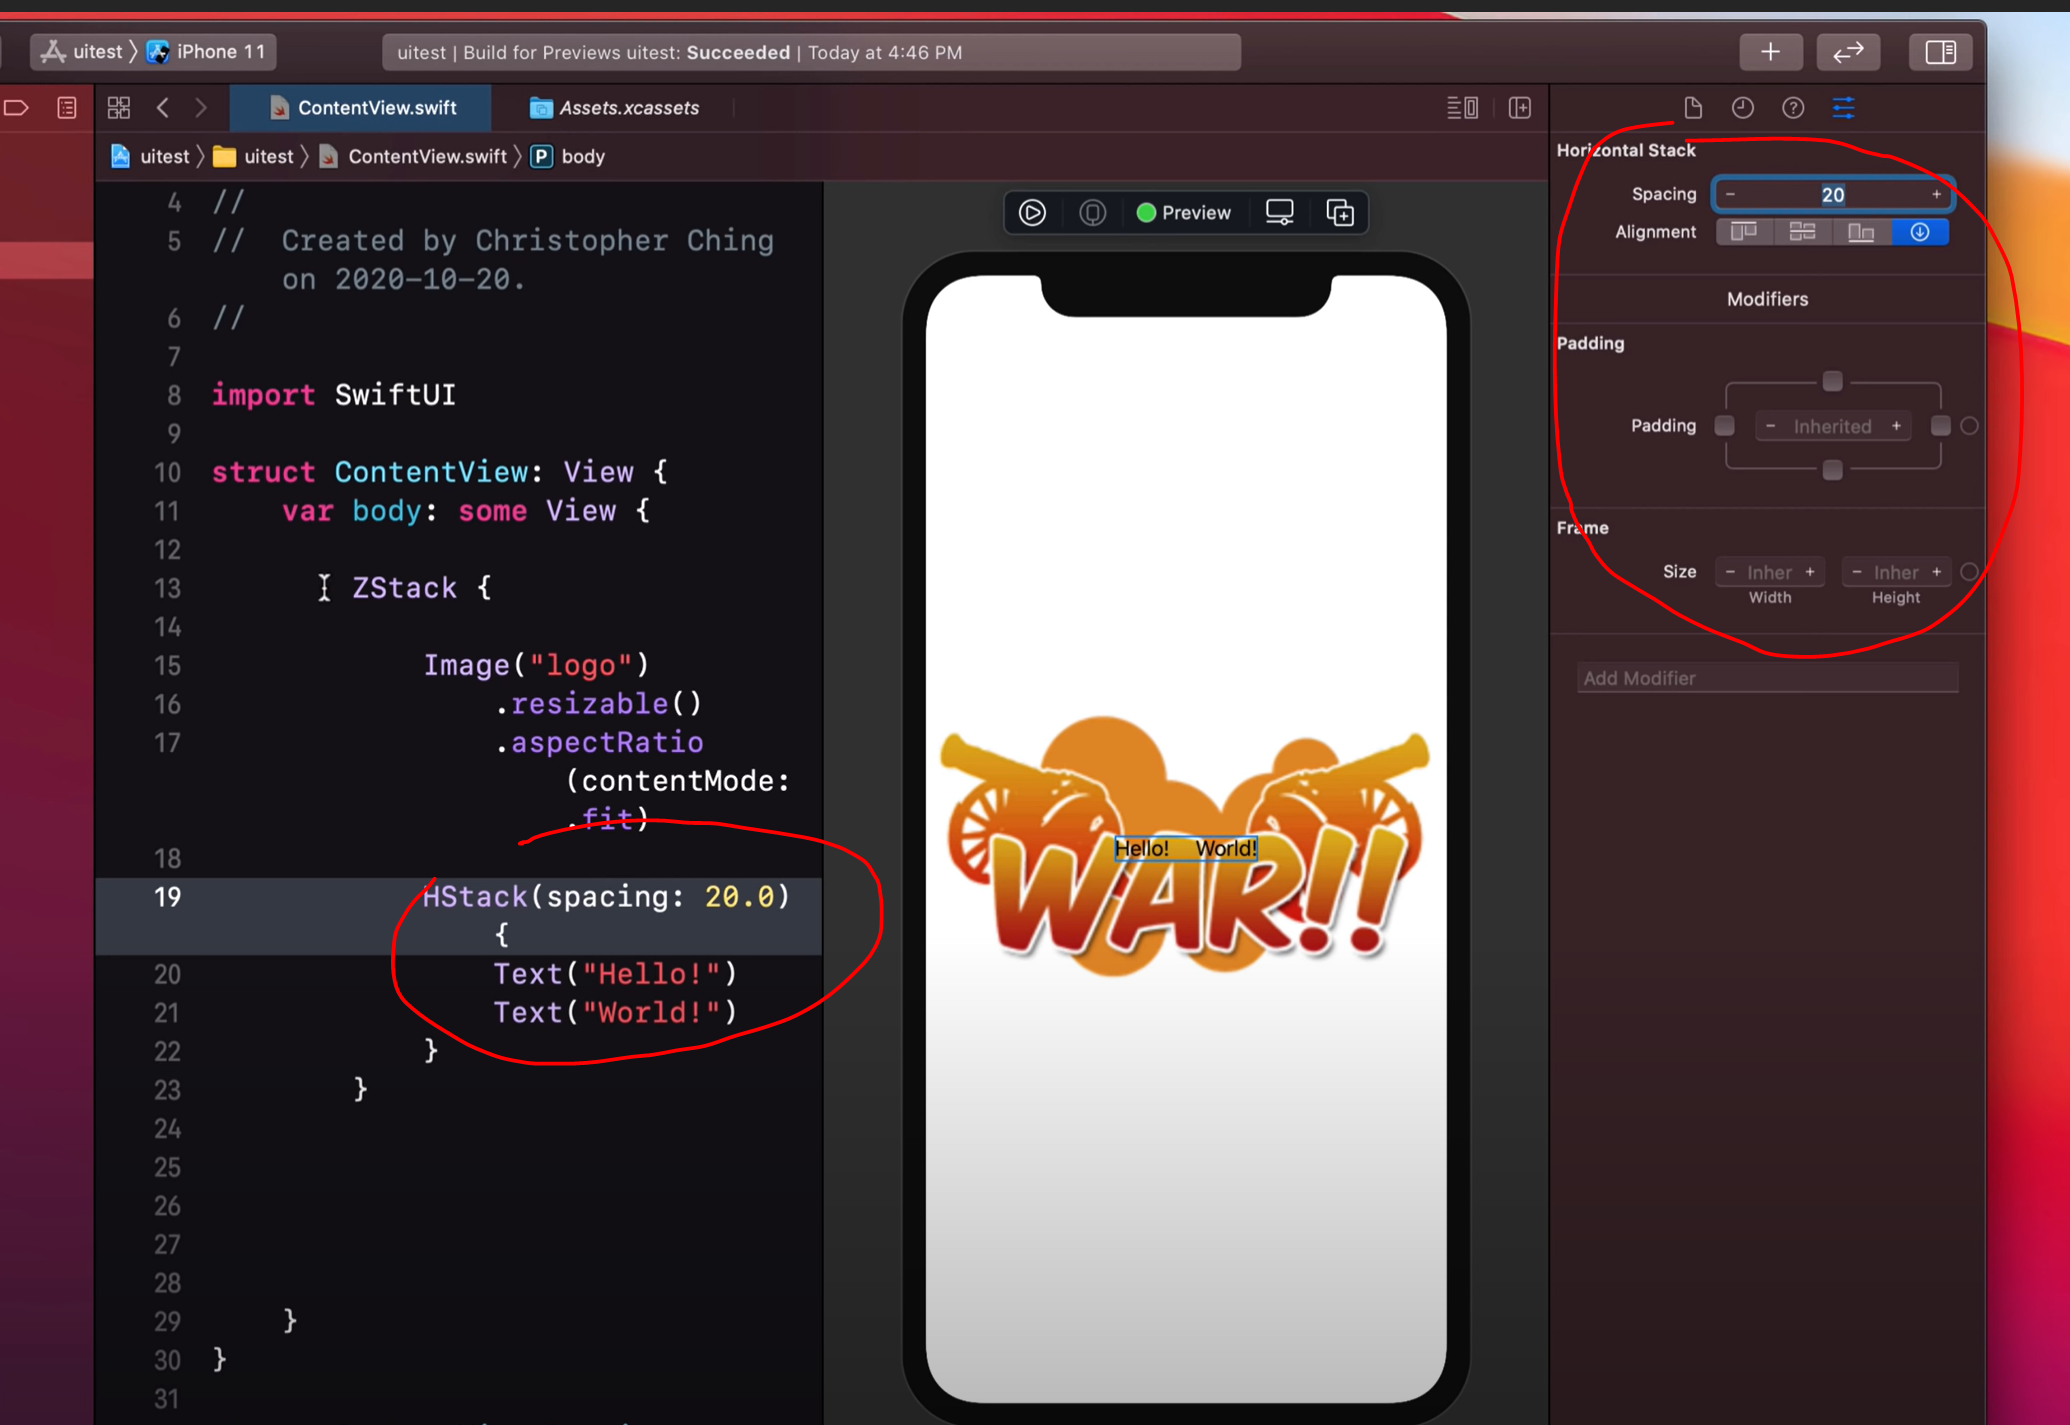 uitest 〉 iPhone 11
uitest | Build for Previews uitest: Succeeded | Today at 4:46 PM
ContentView.swift
Assets.xcassets
uitest 〉 uitest 〉 ContentView.swift 〉 P body
4 //
5 // Created by Christopher Ching
on 2020-10-20.
6 //
7
8 import SwiftUI
9
10 struct ContentView: View {
11 var body: some View {
12
13 ZStack {
14
15 Image("logo")
16 .resizable()
17 .aspectRatio
(contentMode:
.fit)
18
19 HStack(spacing: 20.0)
{
20 Text("Hello!")
21 Text("World!")
22 }
23 }
24
25
26
27
28
29 }
30 }
31
Preview
Hello! World!
WAR!!
Horizontal Stack
Spacing - 20 +
Alignment
Modifiers
Padding
Padding - Inherited +
Frame
Size - Inher + - Inher +
Width Height
Add Modifier